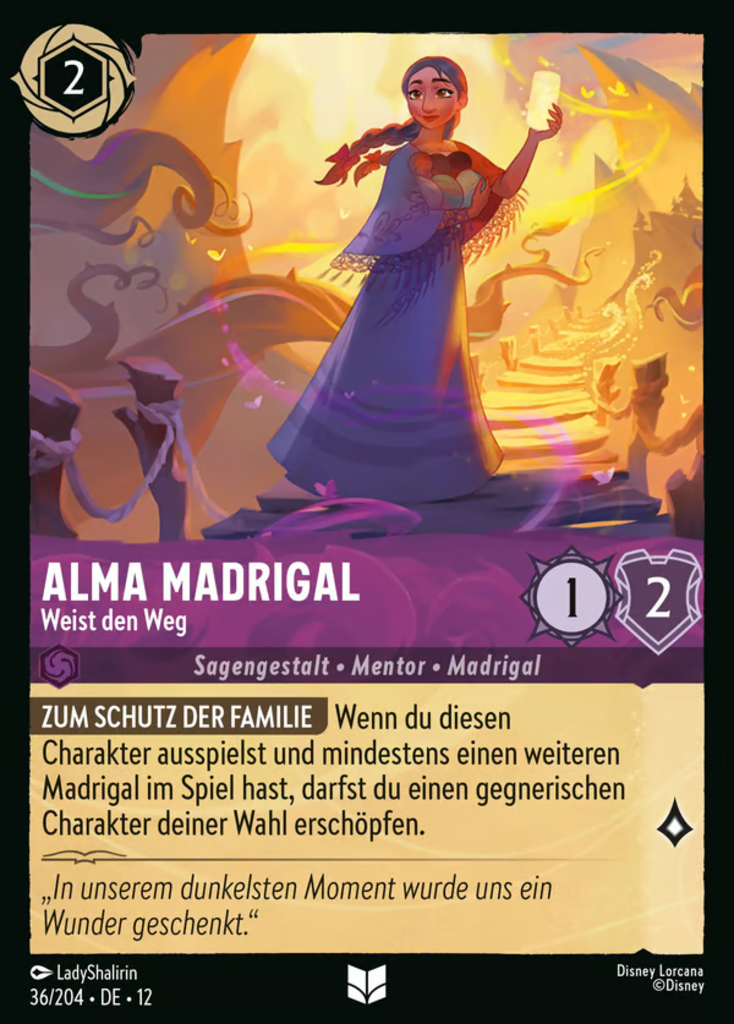 2
ALMA MADRIGAL
Weist den Weg
1
2
Sagengestalt • Mentor • Madrigal
ZUM SCHUTZ DER FAMILIE Wenn du diesen
Charakter ausspielst und mindestens einen weiteren
Madrigal im Spiel hast, darfst du einen gegnerischen
Charakter deiner Wahl erschöpfen.
„In unserem dunkelsten Moment wurde uns ein
Wunder geschenkt.“
LadyShalirin
36/204 • DE • 12
Disney Lorcana
©Disney